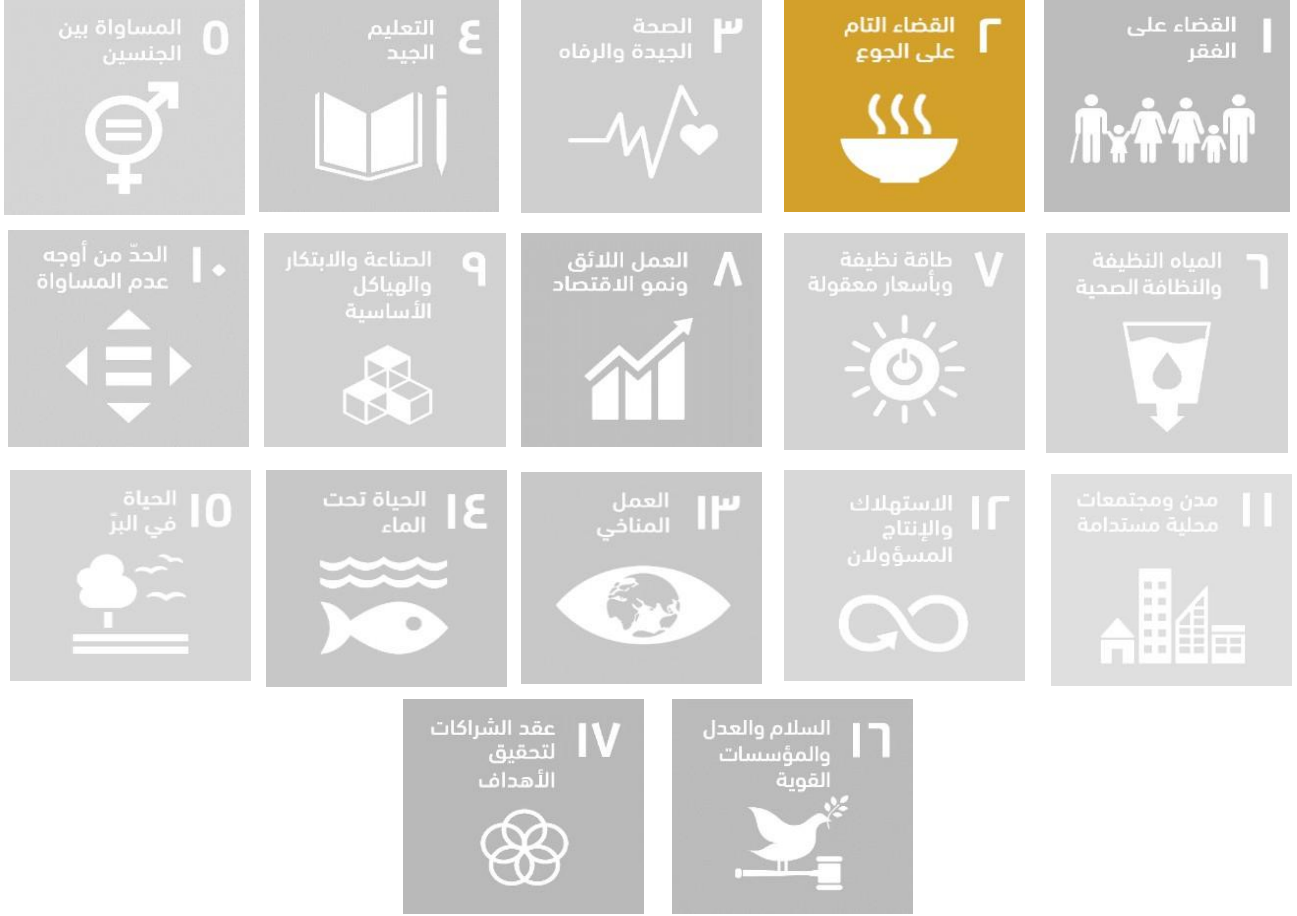 ١
القضاء على
الفقر
٢
القضاء التام
على الجوع
٣
الصحة
الجيدة والرفاه
٤
التعليم
الجيد
٥
المساواة بين
الجنسين
٦
المياه النظيفة
والنظافة الصحية
٧
طاقة نظيفة
وبأسعار معقولة
٨
العمل اللائق
ونمو الاقتصاد
٩
الصناعة والابتكار
والهياكل
الأساسية
١٠
الحدّ من أوجه
عدم المساواة
١١
مدن ومجتمعات
محلية مستدامة
١٢
الاستهلاك
والإنتاج
المسؤولان
١٣
العمل
المناخي
١٤
الحياة تحت
الماء
١٥
الحياة
في البرّ
١٦
السلام والعدل
والمؤسسات
القوية
١٧
عقد الشراكات
لتحقيق
الأهداف